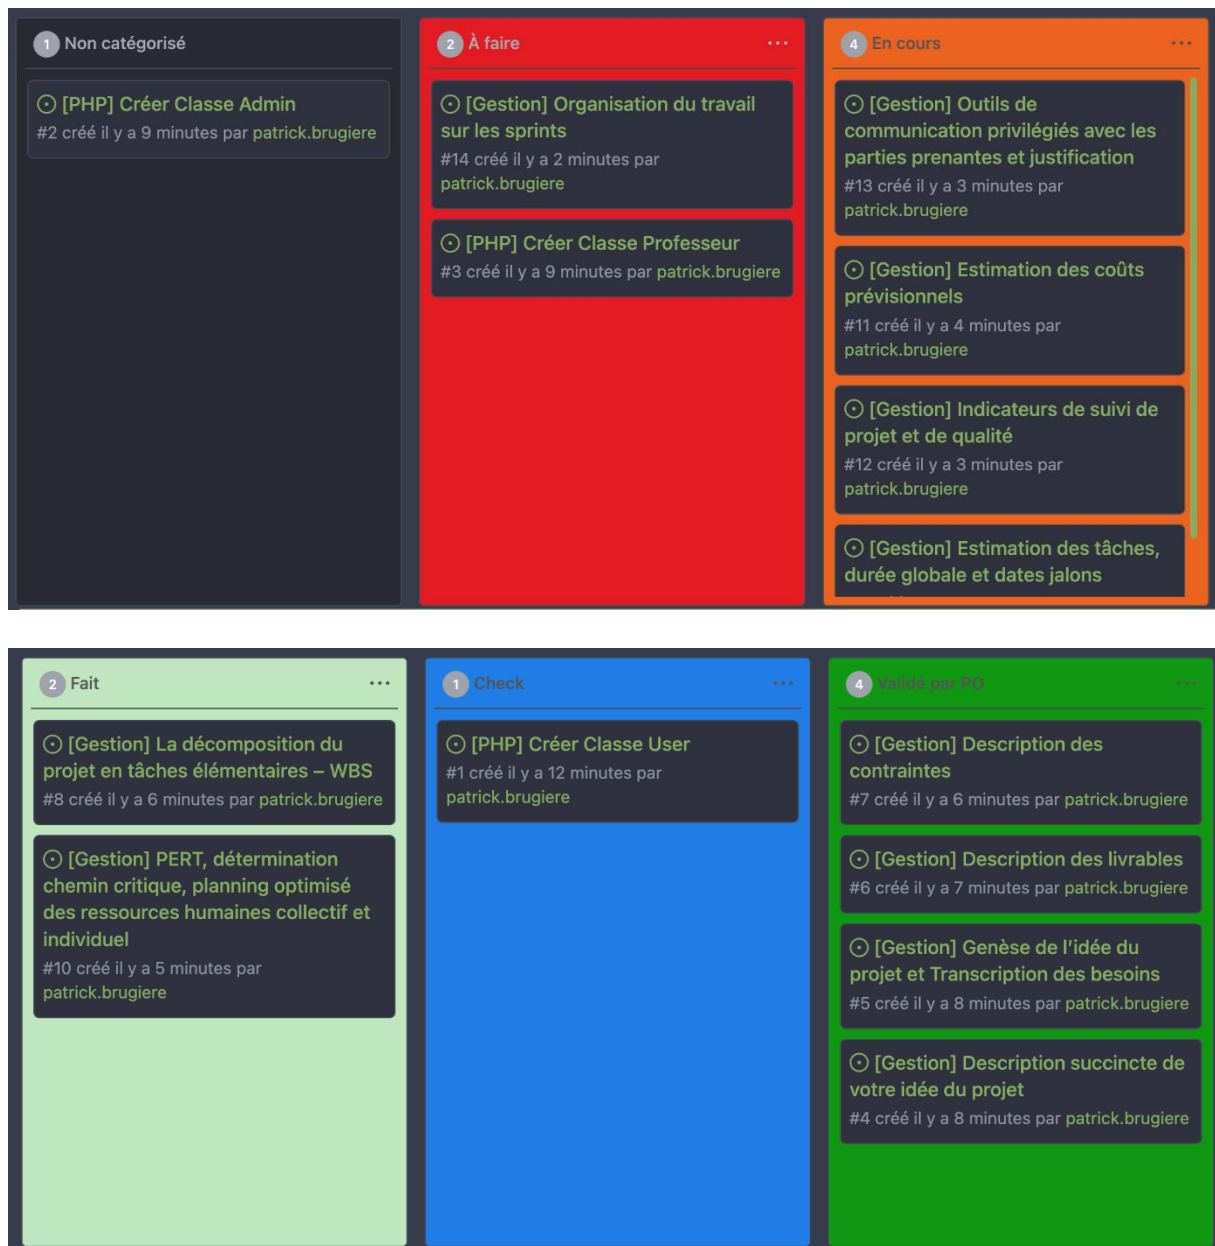 1 Non catégorisé
[PHP] Créer Classe Admin
#2 créé il y a 9 minutes par patrick.brugiere
2 À faire
[Gestion] Organisation du travail
sur les sprints
#14 créé il y a 2 minutes par
patrick.brugiere
[PHP] Créer Classe Professeur
#3 créé il y a 9 minutes par patrick.brugiere
4 En cours
[Gestion] Outils de
communication privilégiés avec les
parties prenantes et justification
#13 créé il y a 3 minutes par
patrick.brugiere
[Gestion] Estimation des coûts
prévisionnels
#11 créé il y a 4 minutes par
patrick.brugiere
[Gestion] Indicateurs de suivi de
projet et de qualité
#12 créé il y a 3 minutes par
patrick.brugiere
[Gestion] Estimation des tâches,
durée globale et dates jalons
2 Fait
[Gestion] La décomposition du
projet en tâches élémentaires – WBS
#8 créé il y a 6 minutes par patrick.brugiere
[Gestion] PERT, détermination
chemin critique, planning optimisé
des ressources humaines collectif et
individuel
#10 créé il y a 5 minutes par
patrick.brugiere
1 Check
[PHP] Créer Classe User
#1 créé il y a 12 minutes par
patrick.brugiere
4 Validé par PO
[Gestion] Description des
contraintes
#7 créé il y a 6 minutes par patrick.brugiere
[Gestion] Description des livrables
#6 créé il y a 7 minutes par patrick.brugiere
[Gestion] Genèse de l'idée du
projet et Transcription des besoins
#5 créé il y a 8 minutes par patrick.brugiere
[Gestion] Description succincte de
votre idée du projet
#4 créé il y a 8 minutes par patrick.brugiere